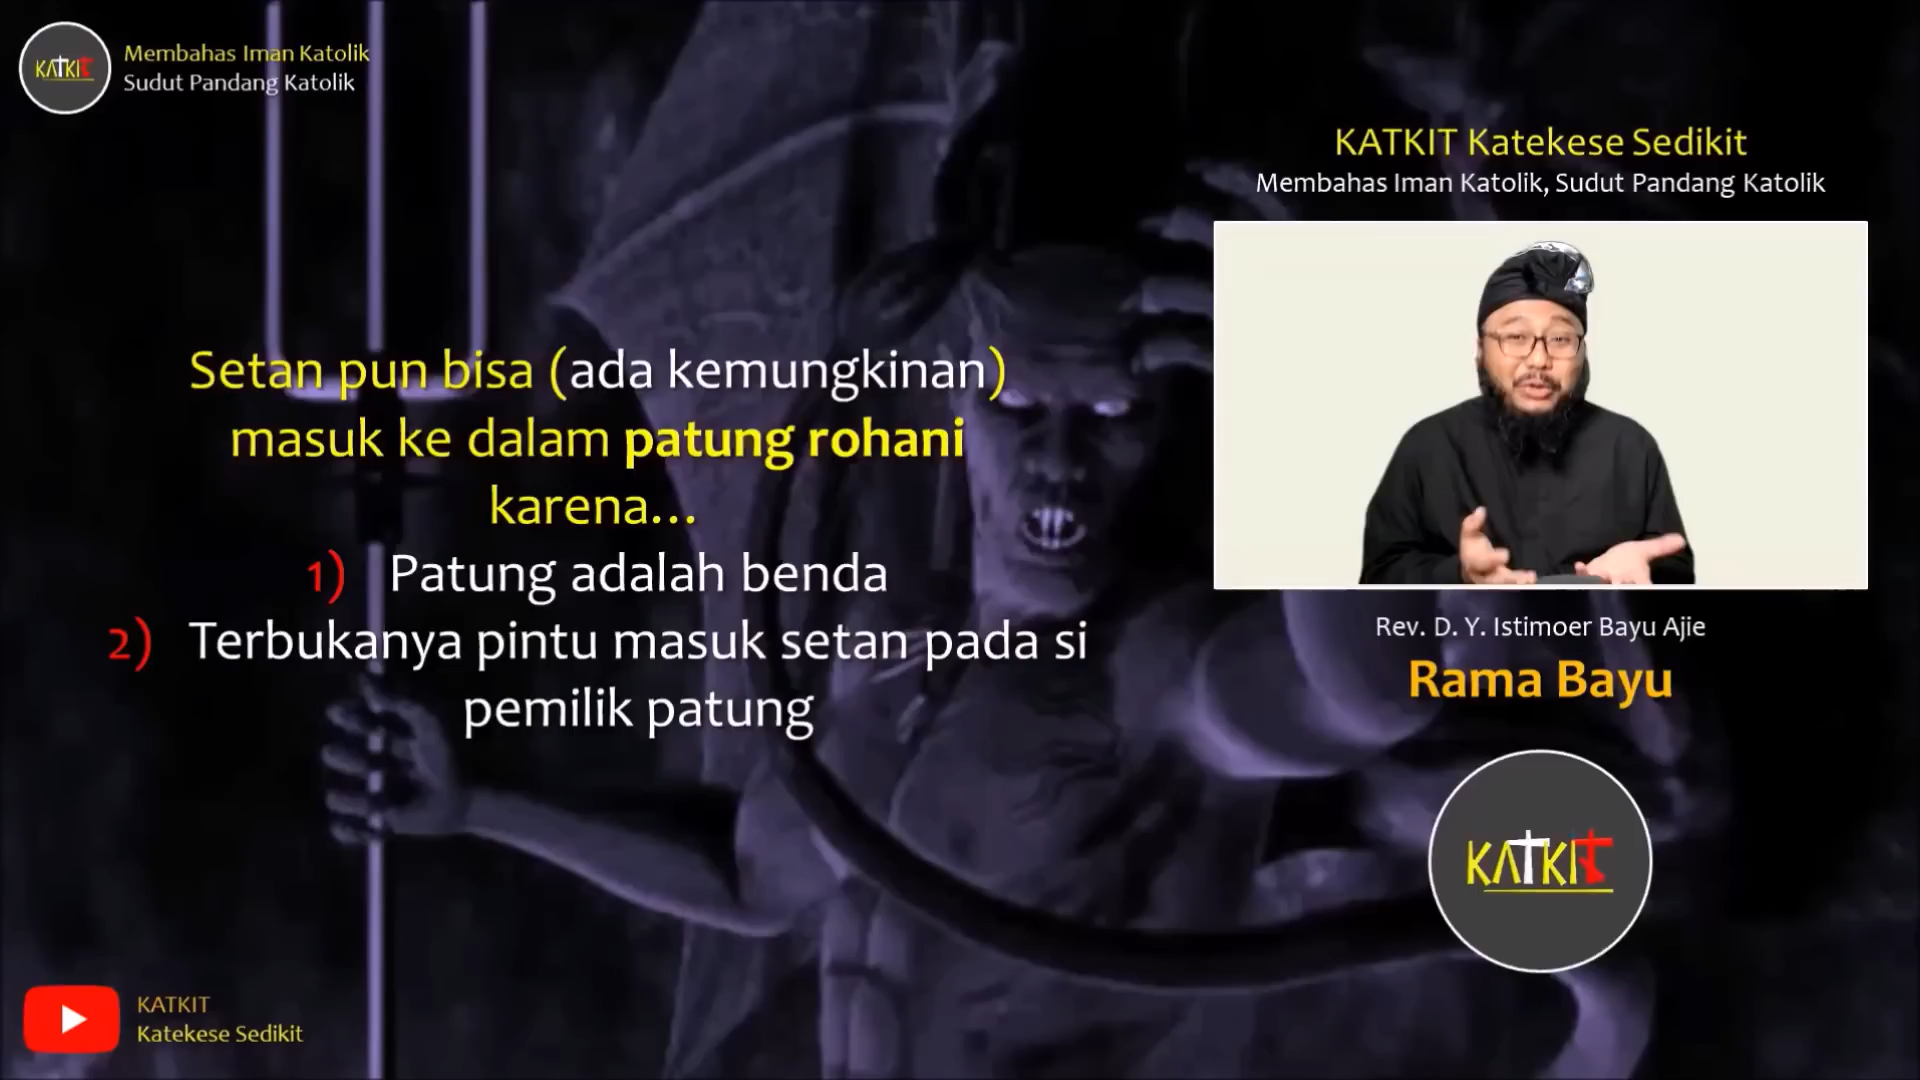 KATKIT
Membahas Iman Katolik
Sudut Pandang Katolik
KATKIT Katekese Sedikit
Membahas Iman Katolik, Sudut Pandang Katolik
Setan pun bisa (ada kemungkinan)
masuk ke dalam patung rohani
karena...
1) Patung adalah benda
2) Terbukanya pintu masuk setan pada si
pemilik patung
Rev. D. Y. Istimoer Bayu Ajie
Rama Bayu
KATKIT
KATKIT
Katekese Sedikit